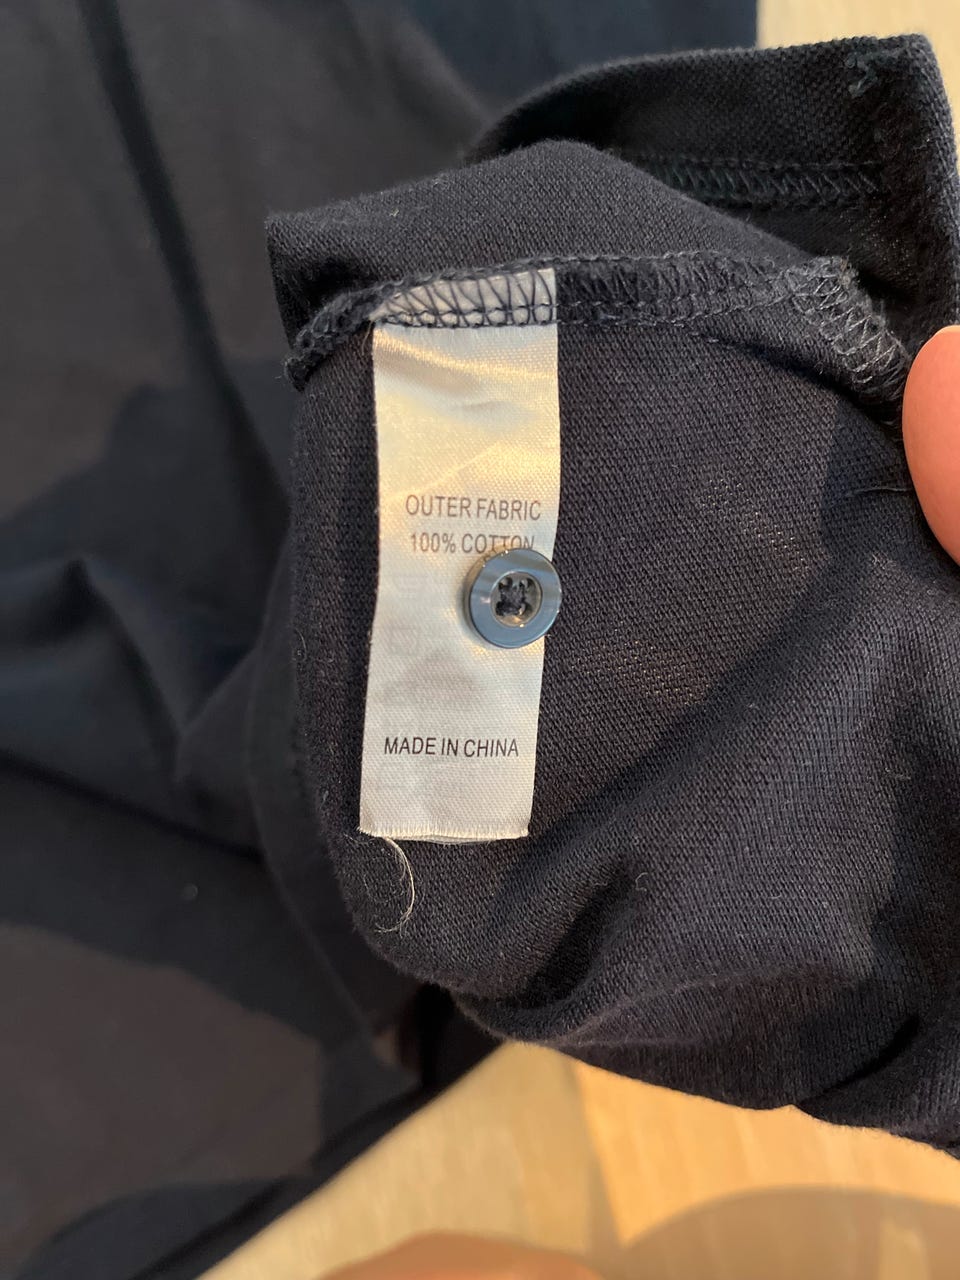 OUTER FABRIC
100% COTTON
MADE IN CHINA